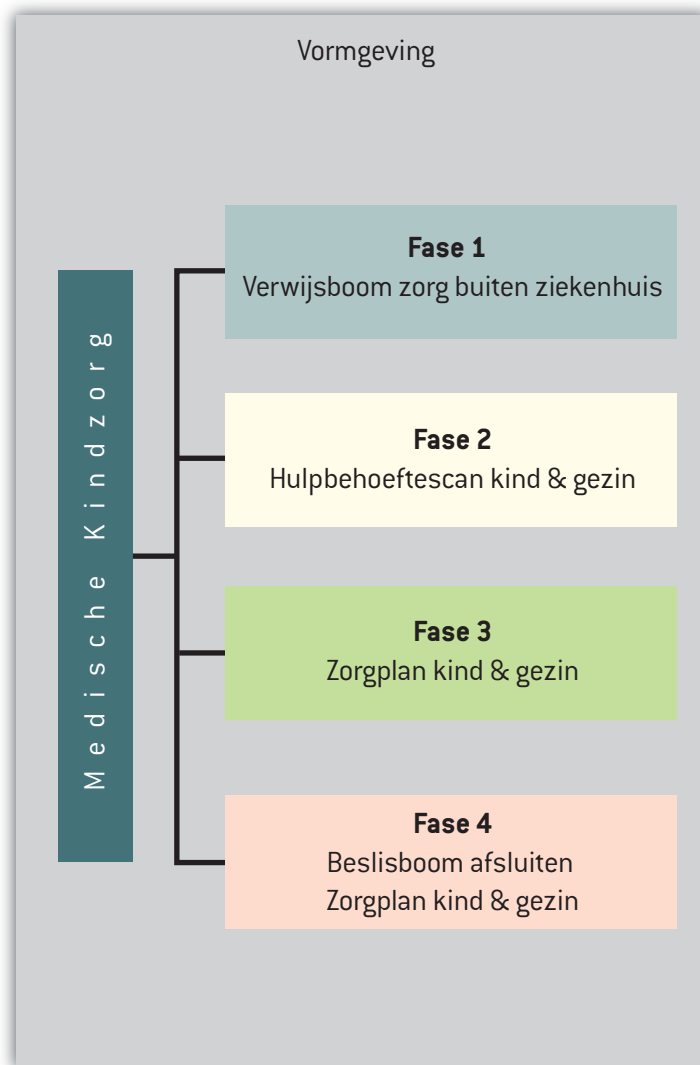 Vormgeving
Medische Kindzorg
Fase 1
Verwijsboom zorg buiten ziekenhuis
Fase 2
Hulpbehoeftescan kind & gezin
Fase 3
Zorgplan kind & gezin
Fase 4
Beslisboom afsluiten
Zorgplan kind & gezin